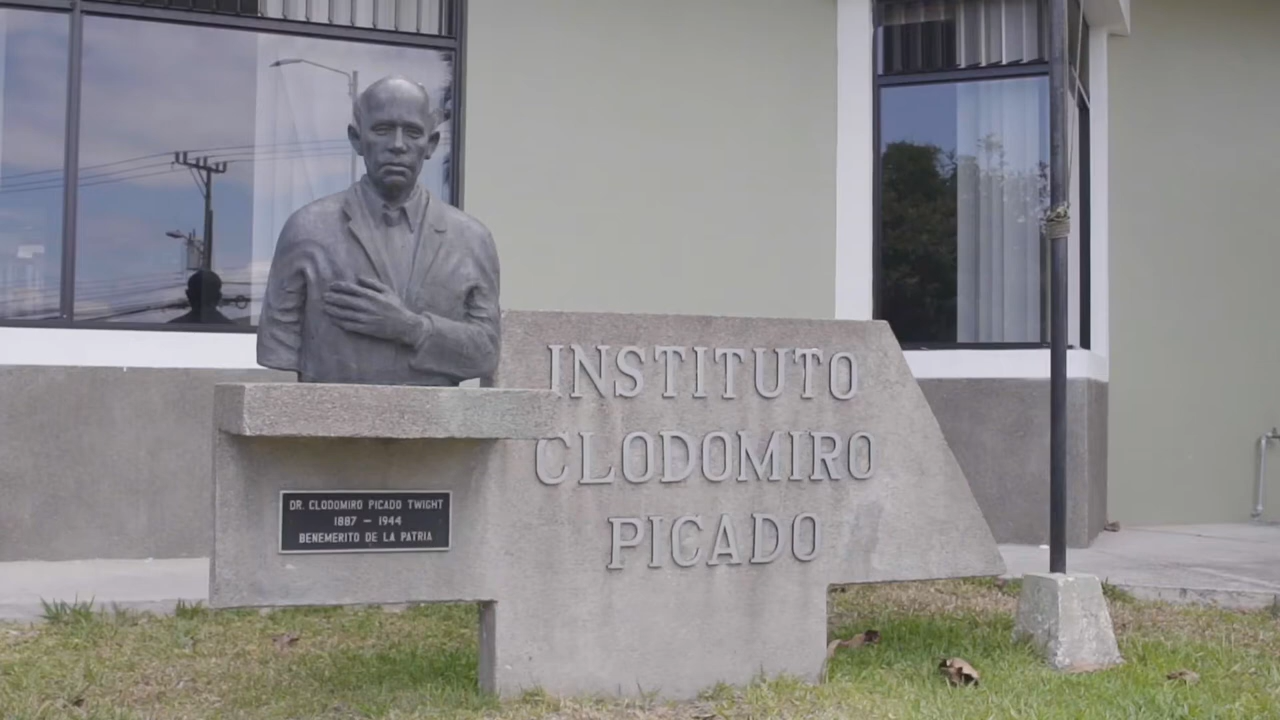 INSTITUTO
CLODOMIRO
PICADO
DR. CLODOMIRO PICADO TWIGHT
1887 - 1944
BENEMERITO DE LA PATRIA